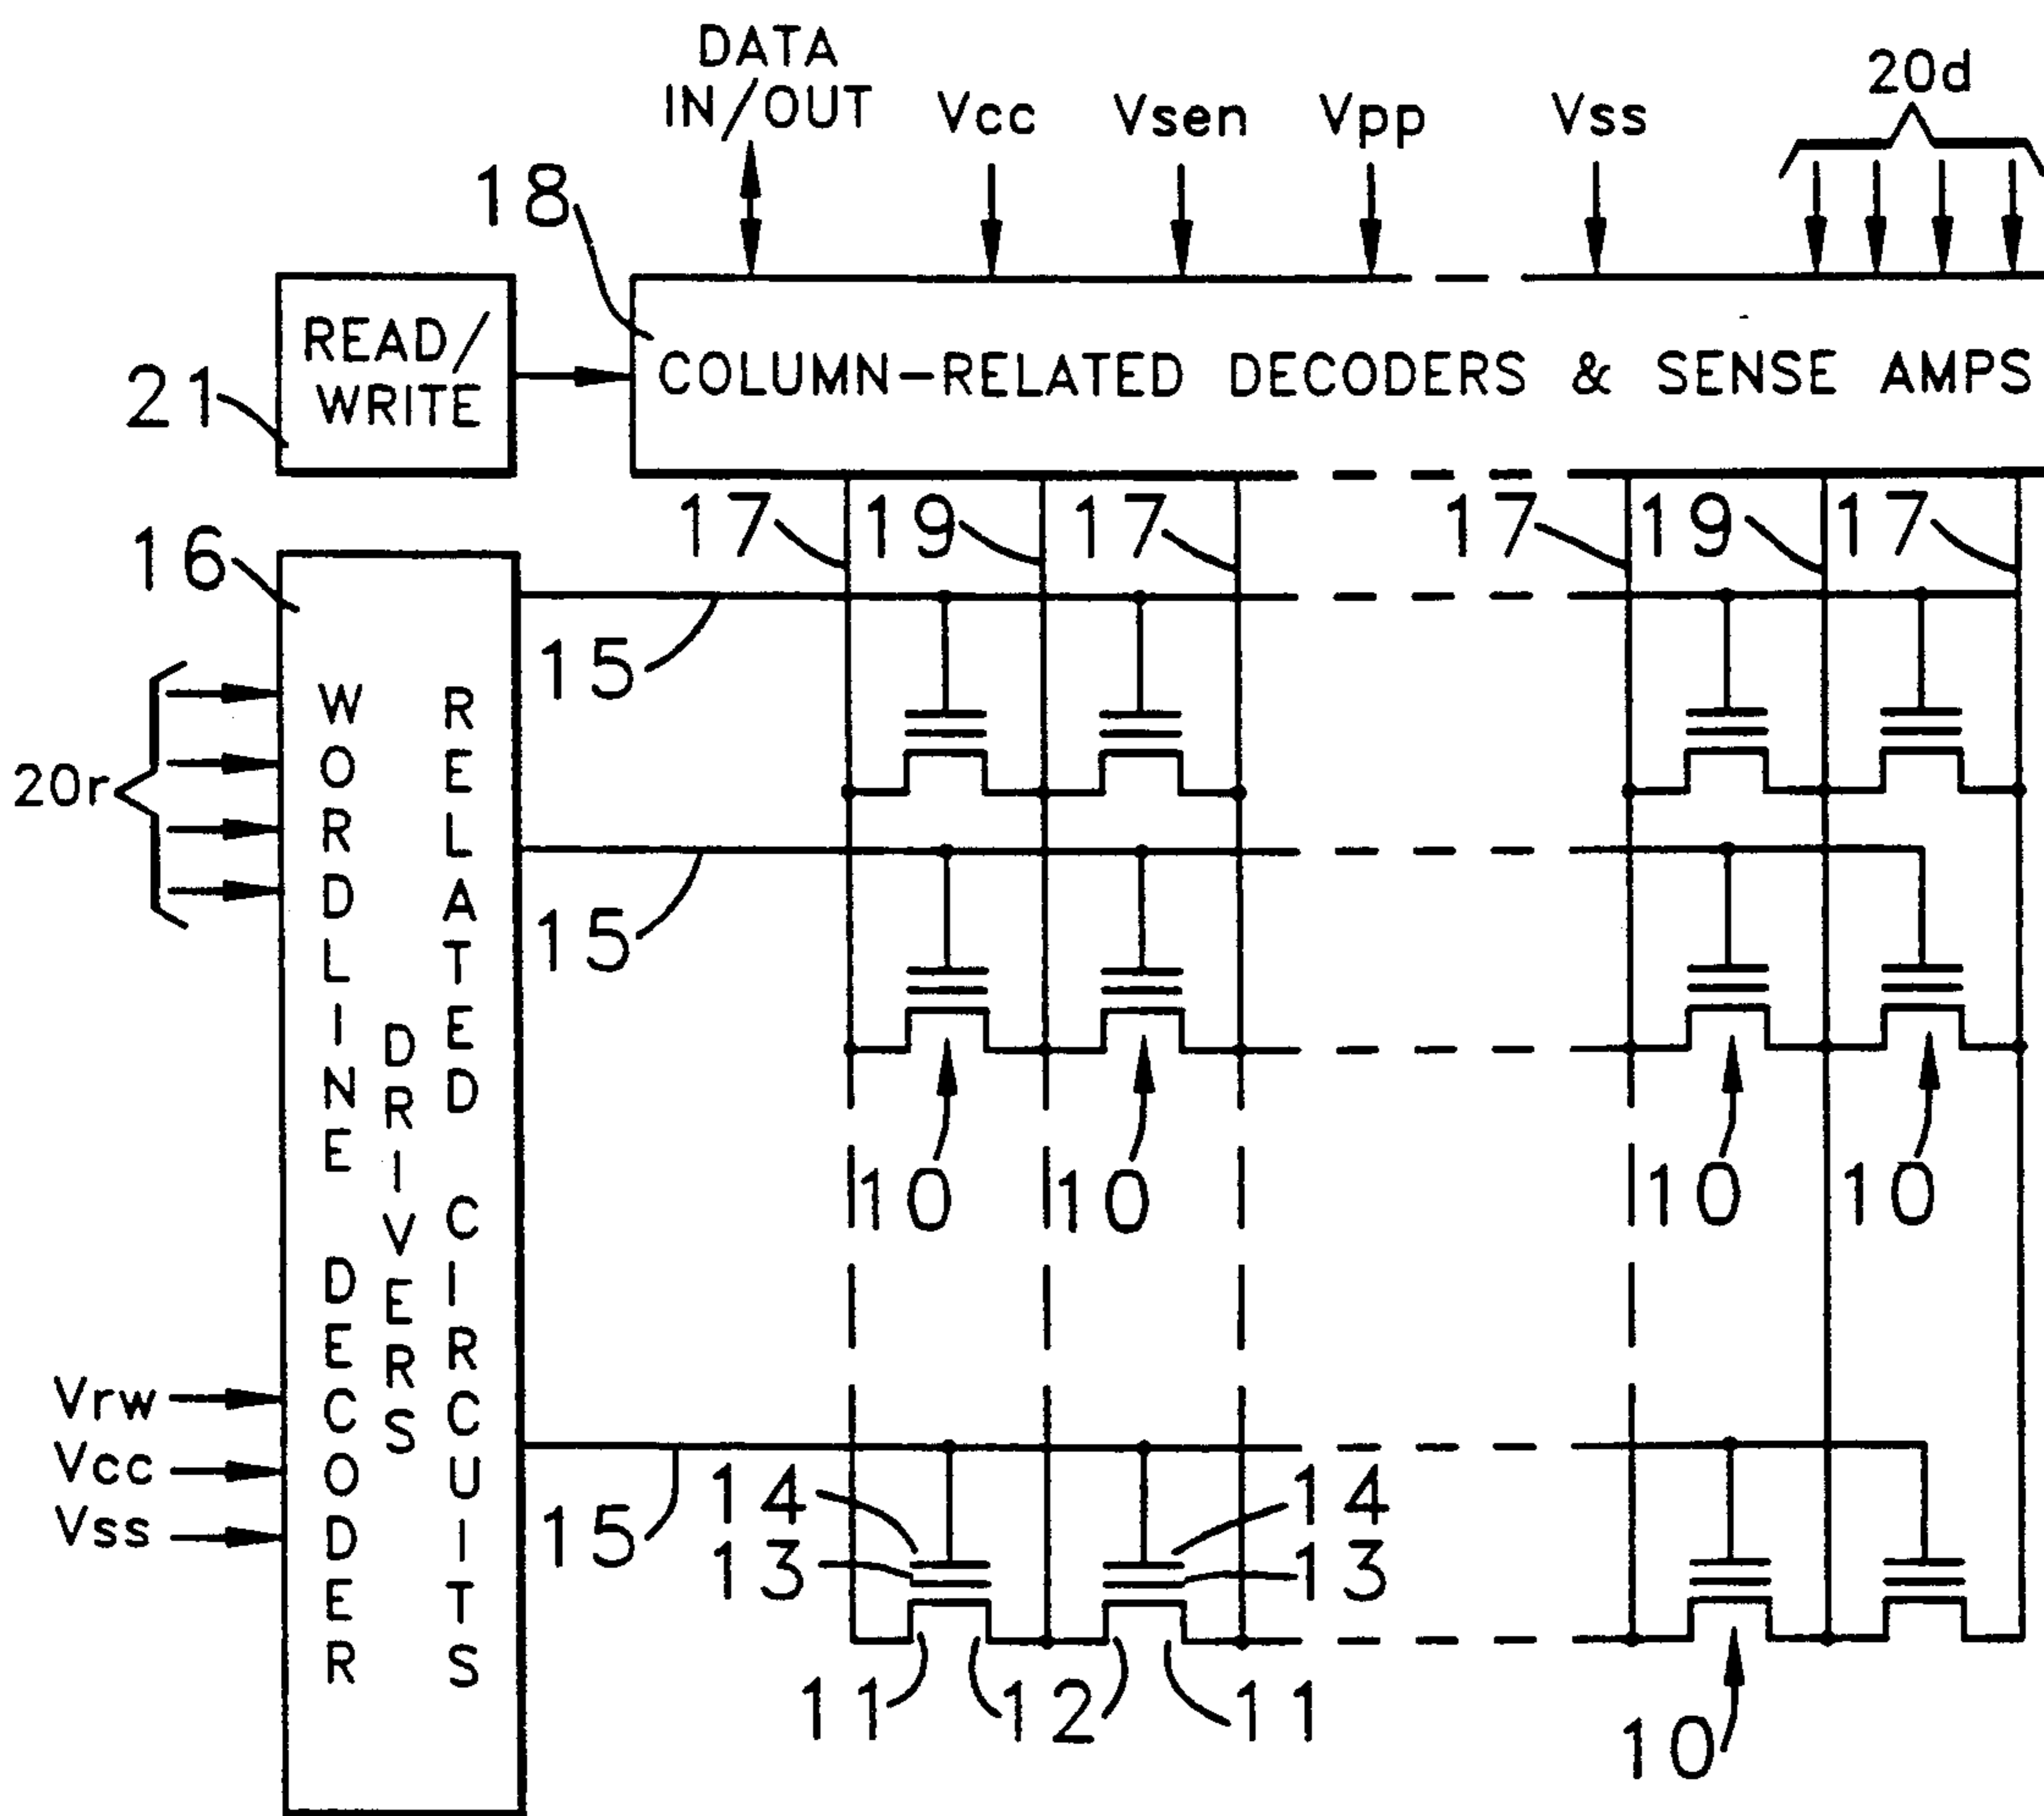 DATA
IN/OUT
Vcc
Vsen
Vpp
Vss
20d
18
READ/
WRITE
21
COLUMN-RELATED DECODERS & SENSE AMPS
17
19
17
17
19
17
16
15
WORDLINE DECODER
DRIVERS
RELATED CIRCUITS
20r
15
10
10
10
10
Vrw
Vcc
Vss
15
14
13
14
13
11
12
11
10